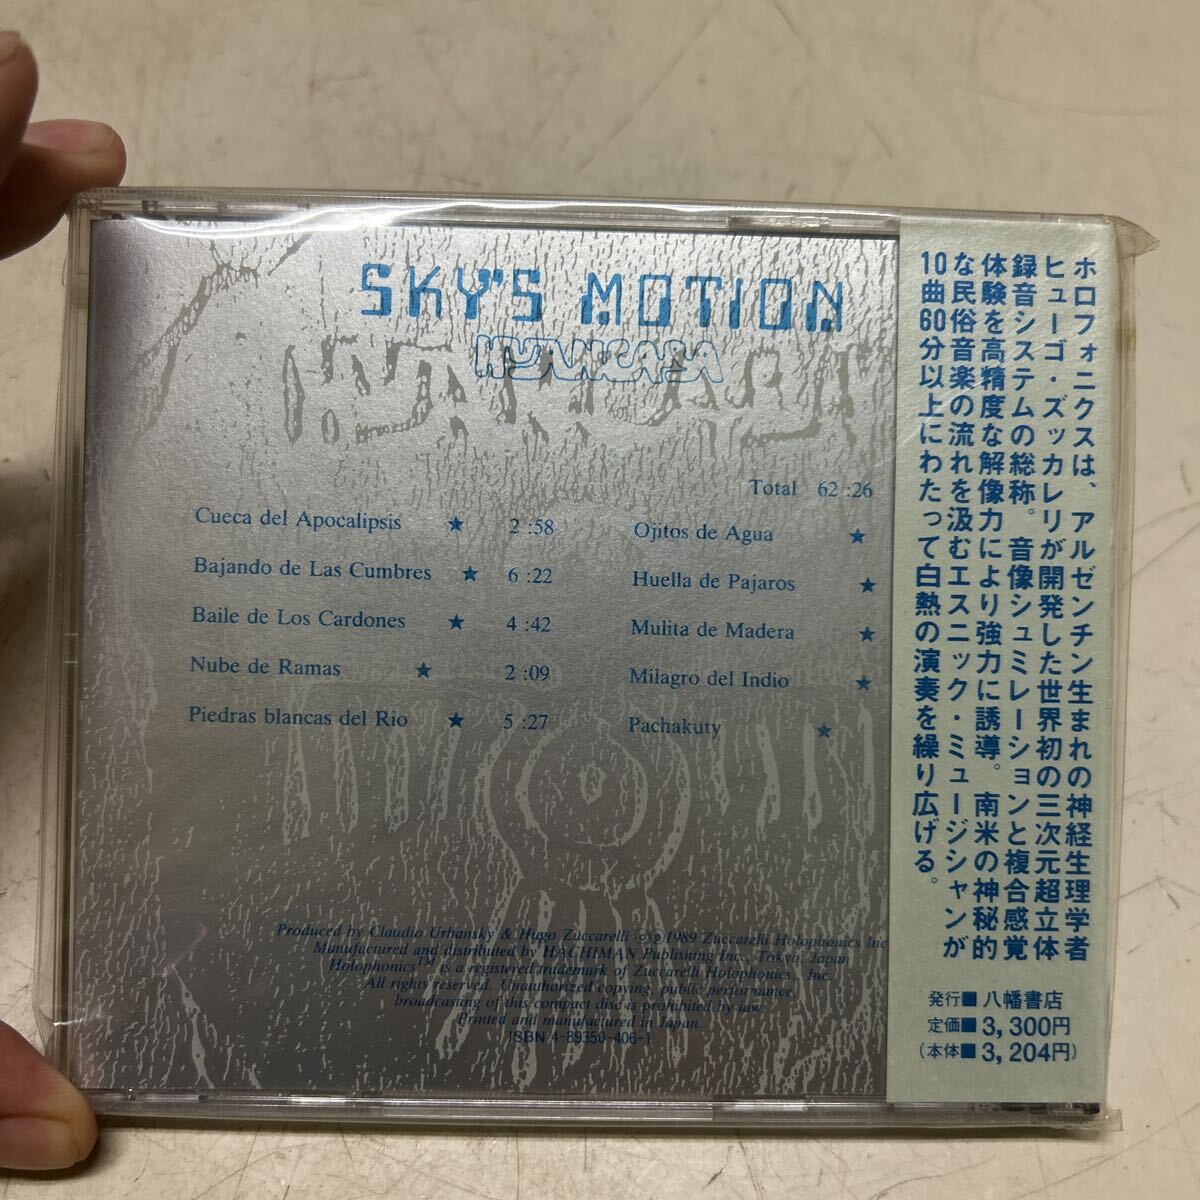 SKY'S MOTION
Total 62:26
Cueca del Apocalipsis ★ 2:58
Bajando de Las Cumbres ★ 6:22
Baile de Los Cardones ★ 4:42
Nube de Ramas ★ 2:09
Piedras blancas del Rio ★ 5:27
Ojitos de Agua ★
Huella de Pajaros ★
Mulita de Madera ★
Milagro del Indio ★
Pachakuty ★
Produced by Claudio Urbansky & Hugo Zuccarelli ©℗1989 Zuccarelli Holophonics Inc
Manufactured and distributed by HACHIMAN Publishing Inc., Tokyo, Japan
Holophonics™ is a registered trademark of Zuccarelli Holophonics, Inc.
All rights reserved. Unauthorized copying, public performance,
broadcasting of this compact disc is prohibited by law.
Printed and manufactured in Japan.
ISBN 4-89350-406-1
ホロフォニクスは、アルゼンチン生まれの神経生理学者
ヒューゴ・ズッカレリが開発した世界初の三次元超立体
録音システムの総称。音像シュミレーションと複合感覚
体験を高精度な解像力により強力に誘導。南米の神秘的
な民俗音楽の流れを汲むエスニック・ミュージシャンが
10曲60分以上にわたって白熱の演奏を繰り広げる。
発行■八幡書店
定価■3,300円
(本体■3,204円)